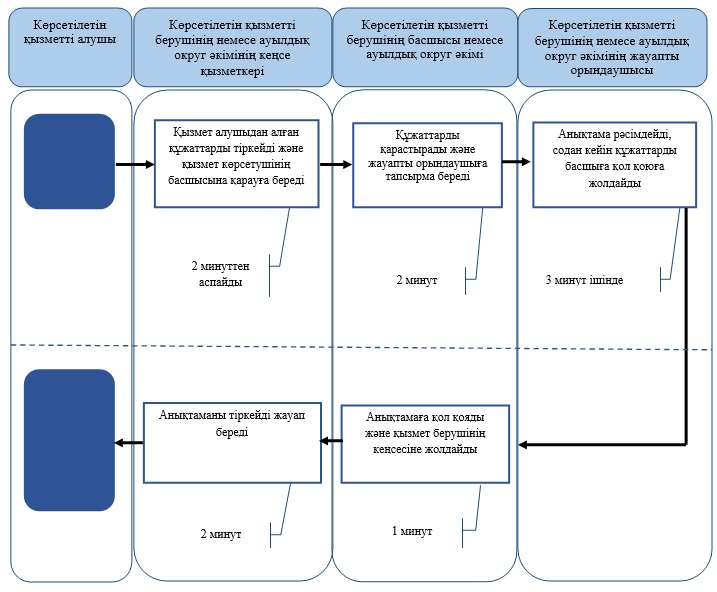 Көрсетілетін
қызметті алушы
Көрсетілетін қызметті
берушінің немесе ауылдық
округ әкімінің кеңсе
қызметкері
Көрсетілетін қызметті
берушінің басшысы немесе
ауылдық округ әкімі
Көрсетілетін қызметті
берушінің немесе ауылдық
округ әкімінің жауапты
орындаушысы
Қызмет алушыдан алған
құжаттарды тіркейді және
қызмет көрсетушінің
басшысына қарауға береді
Құжаттарды
қарастырады және
жауапты орындаушыға
тапсырма береді
Анықтама рәсімдейді,
содан кейін құжаттарды
басшыға қол қоюға
жолдайды
2 минуттен
аспайды
2 минут
3 минут ішінде
Анықтаманы тіркейді жауап
береді
Анықтамаға қол қояды
және қызмет берушінің
кеңсесіне жолдайды
2 минут
1 минут